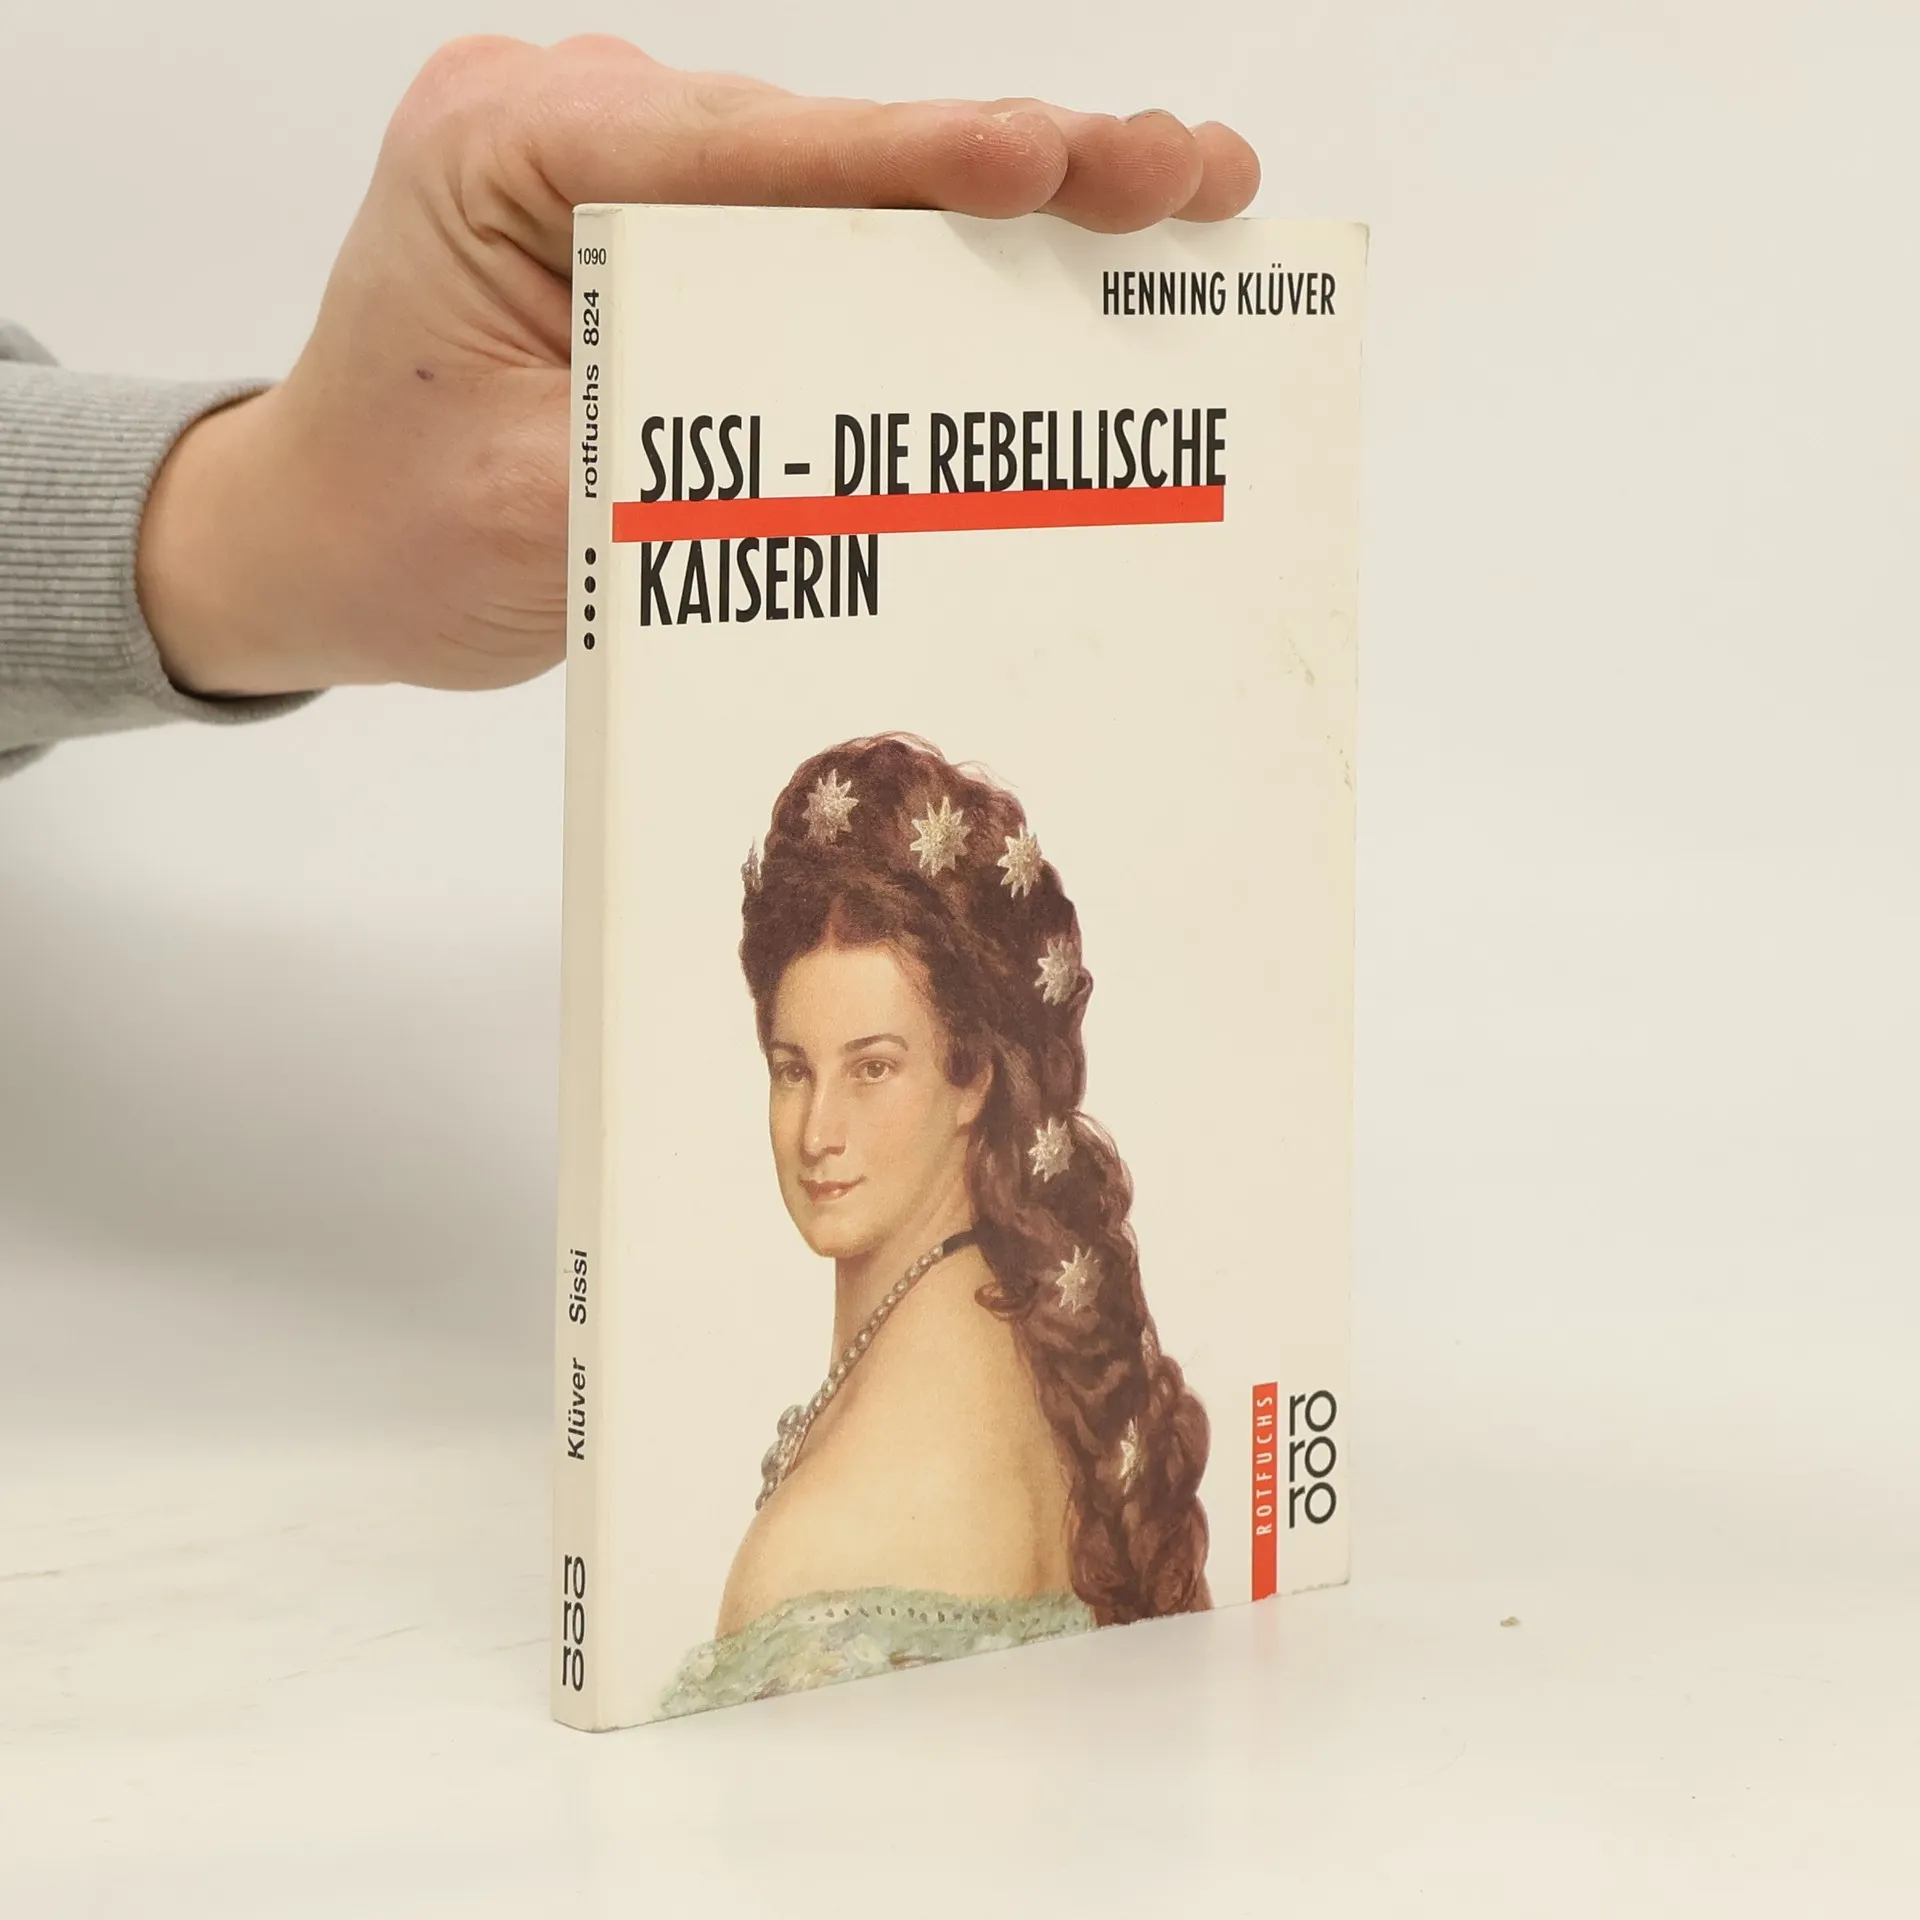 HENNING KLÜVER
SISSI – DIE REBELLISCHE
KAISERIN
ROTFUCHS
ro
ro
ro
1090
rotfuchs 824
Klüver Sissi
ro
ro
ro